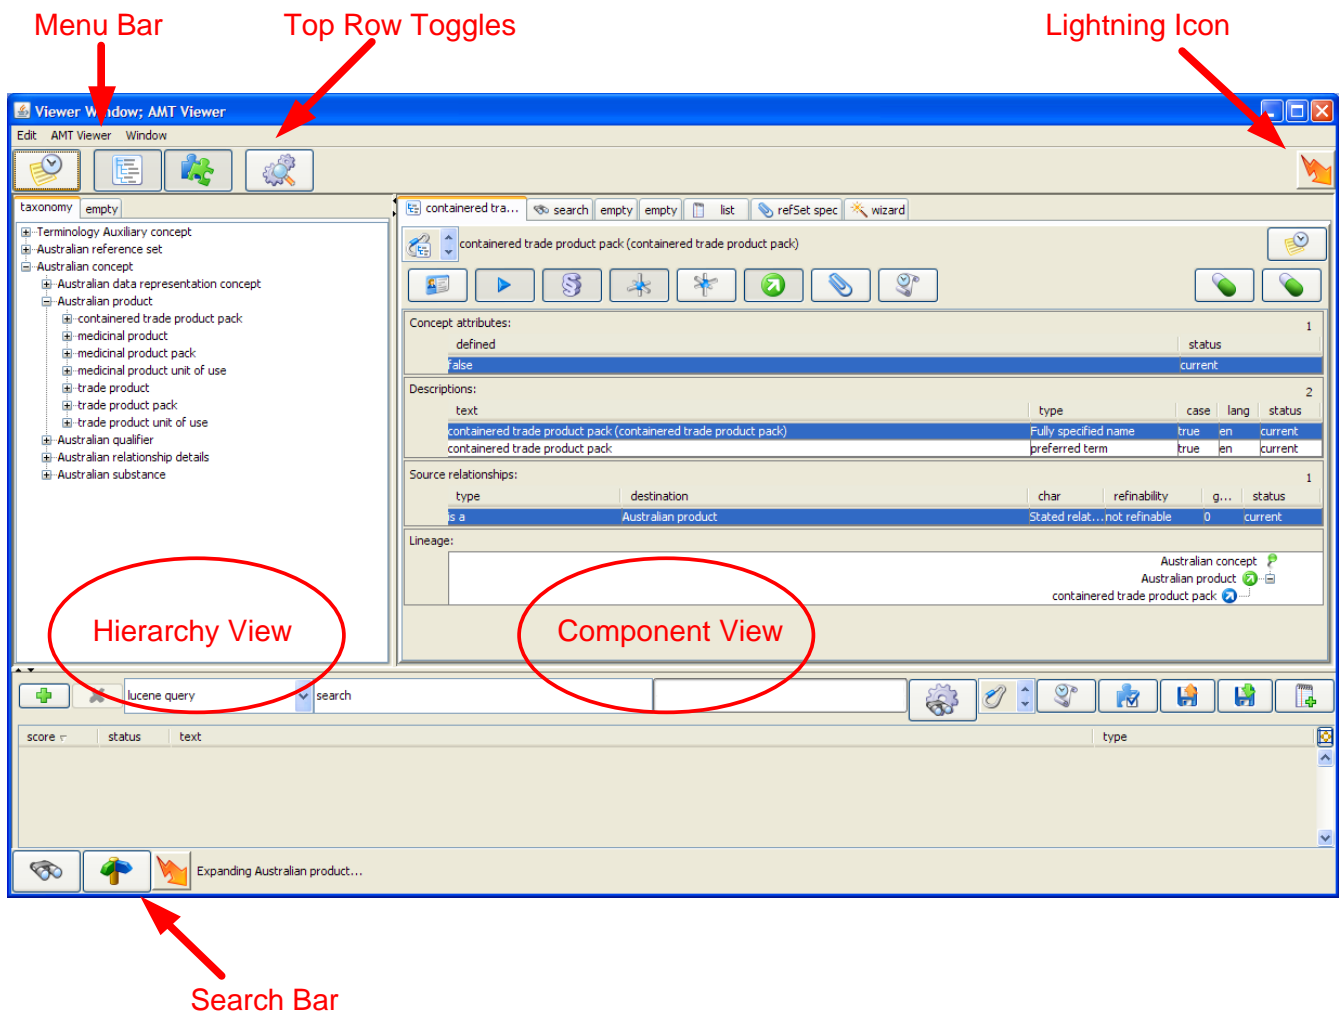 Menu Bar
Top Row Toggles
Lightning Icon
Viewer Window; AMT Viewer
Edit AMT Viewer Window
taxonomy empty
Terminology Auxiliary concept
Australian reference set
Australian concept
Australian data representation concept
Australian product
containered trade product pack
medicinal product
medicinal product pack
medicinal product unit of use
trade product
trade product pack
trade product unit of use
Australian qualifier
Australian relationship details
Australian substance
Hierarchy View
containered tra... search empty empty list refSet spec wizard
containered trade product pack (containered trade product pack)
Concept attributes: 1
defined status
false current
Descriptions: 2
text type case lang status
containered trade product pack (containered trade product pack) Fully specified name true en current
containered trade product pack preferred term true en current
Source relationships: 1
type destination char refinability g... status
is a Australian product Stated relat... not refinable 0 current
Lineage:
Australian concept
Australian product
containered trade product pack
Component View
lucene query search
score status text type
Expanding Australian product...
Search Bar